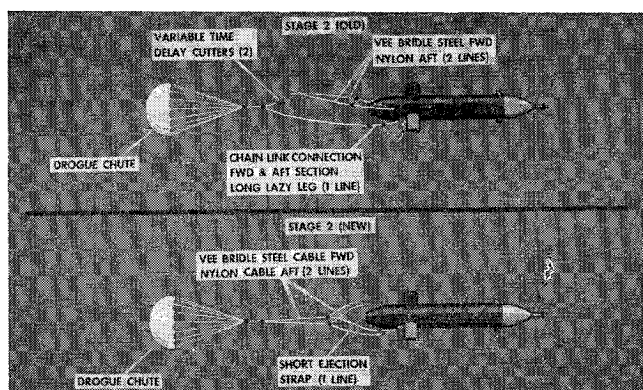 STAGE 2 (OLD)
VARIABLE TIME
DELAY CUTTERS (2)
VEE BRIDLE STEEL FWD
NYLON AFT (2 LINES)
DROGUE CHUTE
CHAIN LINK CONNECTION
FWD & AFT SECTION
LONG LAZY LEG (1 LINE)
STAGE 2 (NEW)
VEE BRIDLE STEEL CABLE FWD
NYLON CABLE AFT (2 LINES)
DROGUE CHUTE
SHORT EJECTION
STRAP (1 LINE)